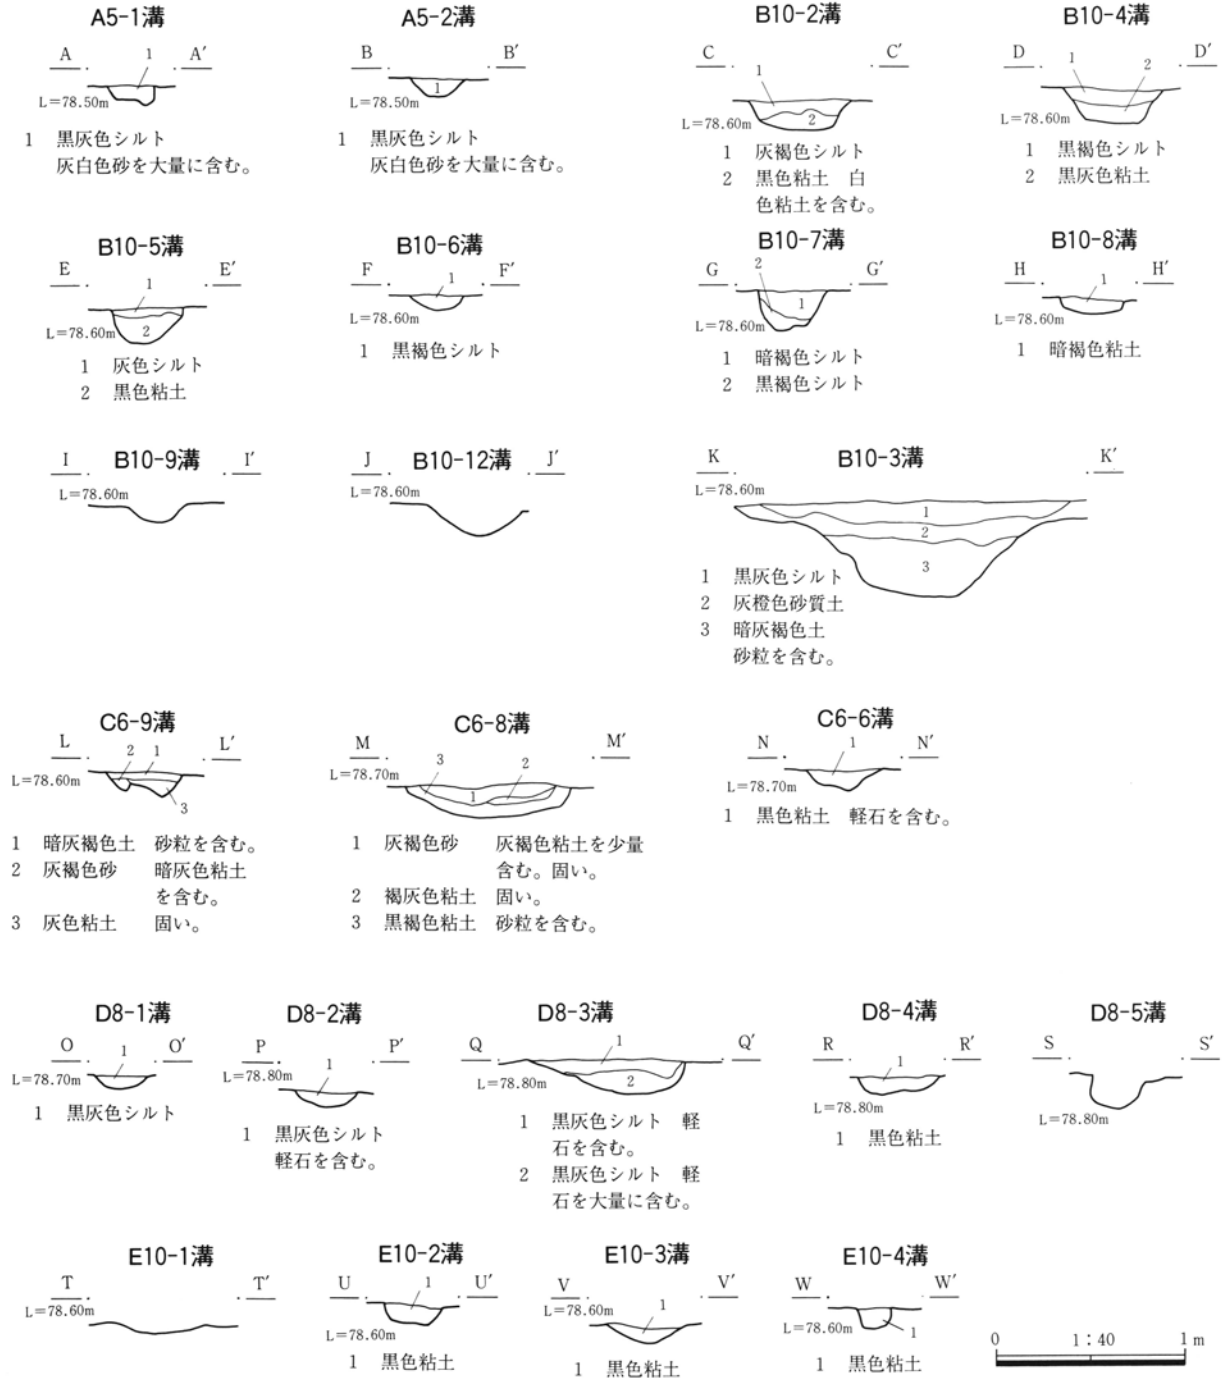 A5-1溝
A 1 A′
L=78.50m
1 黒灰色シルト
灰白色砂を大量に含む。
A5-2溝
B B′
1
L=78.50m
1 黒灰色シルト
灰白色砂を大量に含む。
B10-2溝
C 1 C′
2
L=78.60m
1 灰褐色シルト
2 黒色粘土 白
色粘土を含む。
B10-4溝
D 1 2 D′
L=78.60m
1 黒褐色シルト
2 黒灰色粘土
B10-5溝
E 1 E′
2
L=78.60m
1 灰色シルト
2 黒色粘土
B10-6溝
F 1 F′
L=78.60m
1 黒褐色シルト
B10-7溝
G 2 G′
1
L=78.60m
1 暗褐色シルト
2 黒褐色シルト
B10-8溝
H 1 H′
L=78.60m
1 暗褐色粘土
I B10-9溝 I′
L=78.60m
J B10-12溝 J′
L=78.60m
K B10-3溝 K′
L=78.60m
1
2
3
1 黒灰色シルト
2 灰橙色砂質土
3 暗灰褐色土
砂粒を含む。
C6-9溝
L 2 1 L′
L=78.60m
3
1 暗灰褐色土 砂粒を含む。
2 灰褐色砂 暗灰色粘土
を含む。
3 灰色粘土 固い。
C6-8溝
M 3 2 M′
L=78.70m
1
1 灰褐色砂 灰褐色粘土を少量
含む。固い。
2 褐灰色粘土 固い。
3 黒褐色粘土 砂粒を含む。
C6-6溝
N 1 N′
L=78.70m
1 黒色粘土 軽石を含む。
D8-1溝
O 1 O′
L=78.70m
1 黒灰色シルト
D8-2溝
P 1 P′
L=78.80m
1 黒灰色シルト
軽石を含む。
D8-3溝
Q 1 Q′
2
L=78.80m
1 黒灰色シルト 軽
石を含む。
2 黒灰色シルト 軽
石を大量に含む。
D8-4溝
R 1 R′
L=78.80m
1 黒色粘土
D8-5溝
S S′
L=78.80m
E10-1溝
T T′
L=78.60m
E10-2溝
U 1 U′
L=78.60m
1 黒色粘土
E10-3溝
V 1 V′
L=78.60m
1 黒色粘土
E10-4溝
W W′
L=78.60m 1
1 黒色粘土
0 1:40 1m